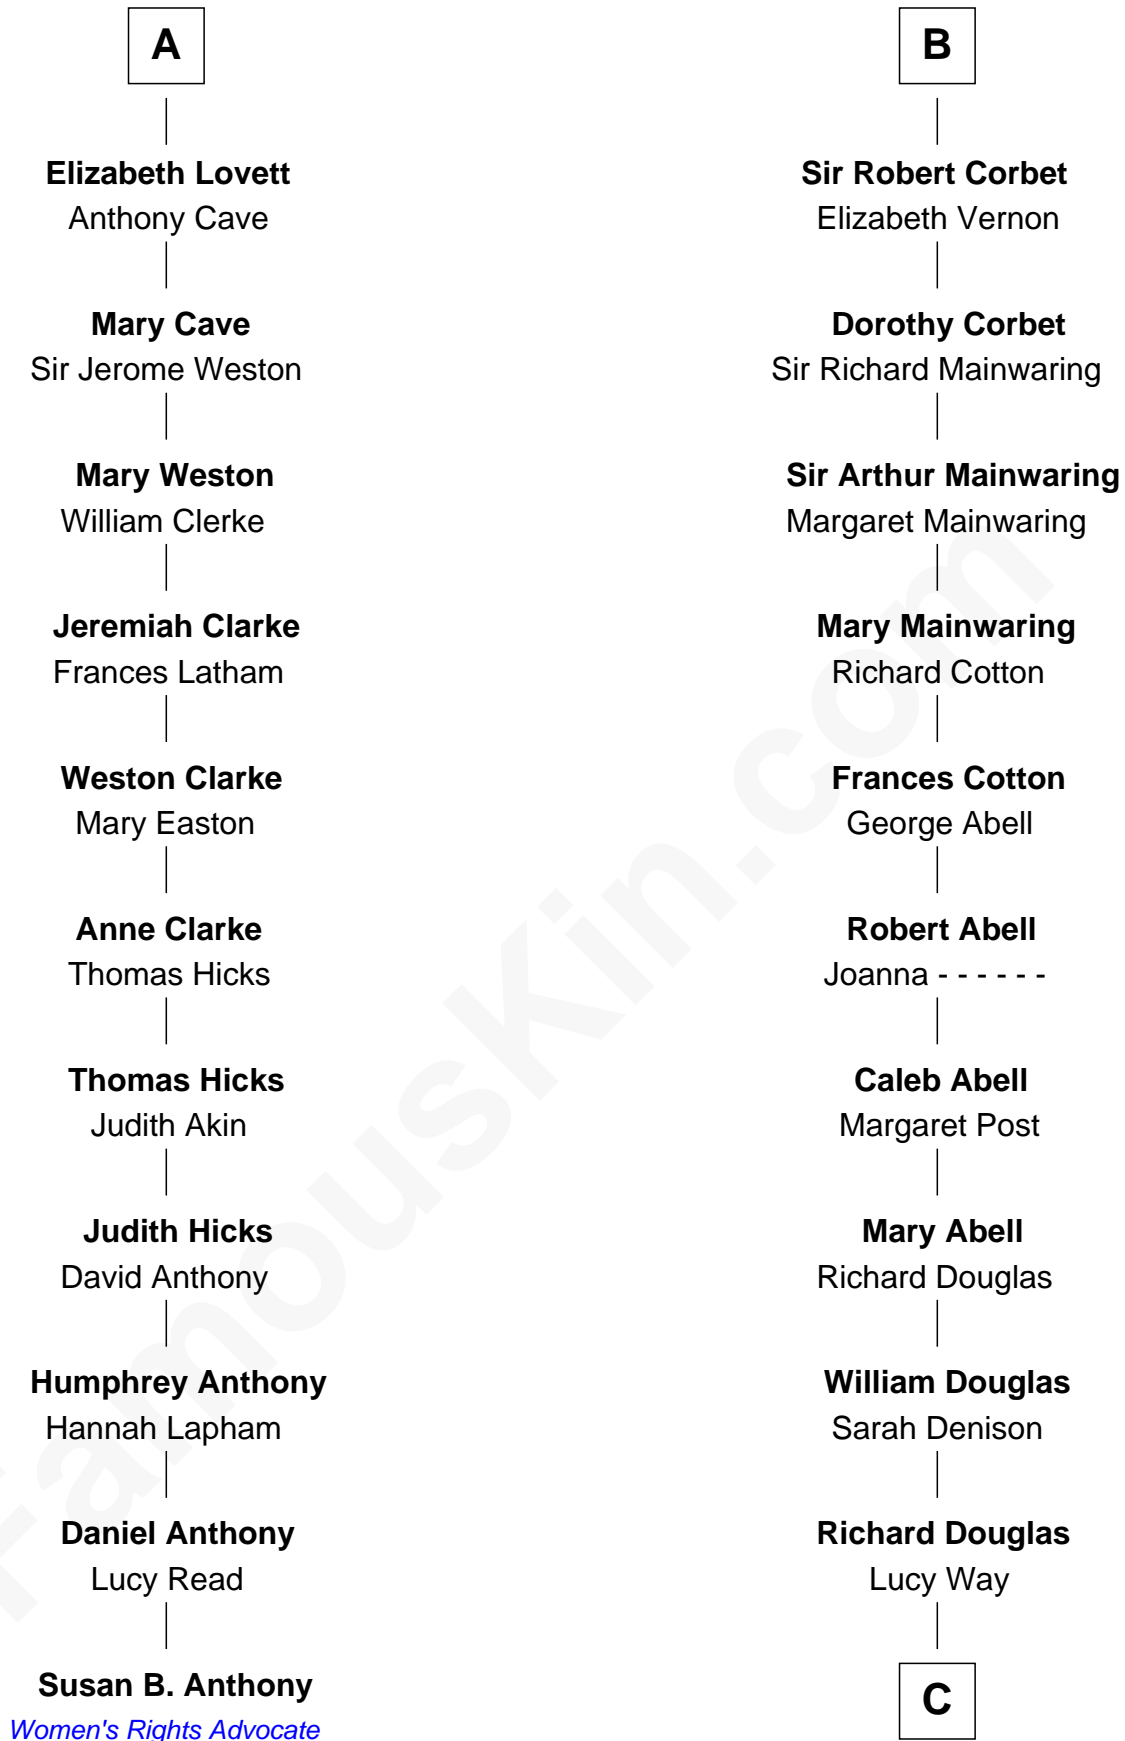 A
Elizabeth Lovett
Anthony Cave
Mary Cave
Sir Jerome Weston
Mary Weston
William Clerke
Jeremiah Clarke
Frances Latham
Weston Clarke
Mary Easton
Anne Clarke
Thomas Hicks
Thomas Hicks
Judith Akin
Judith Hicks
David Anthony
Humphrey Anthony
Hannah Lapham
Daniel Anthony
Lucy Read
Susan B. Anthony
Women's Rights Advocate
B
Sir Robert Corbet
Elizabeth Vernon
Dorothy Corbet
Sir Richard Mainwaring
Sir Arthur Mainwaring
Margaret Mainwaring
Mary Mainwaring
Richard Cotton
Frances Cotton
George Abell
Robert Abell
Joanna - - - - - -
Caleb Abell
Margaret Post
Mary Abell
Richard Douglas
William Douglas
Sarah Denison
Richard Douglas
Lucy Way
C
FamousKin.com